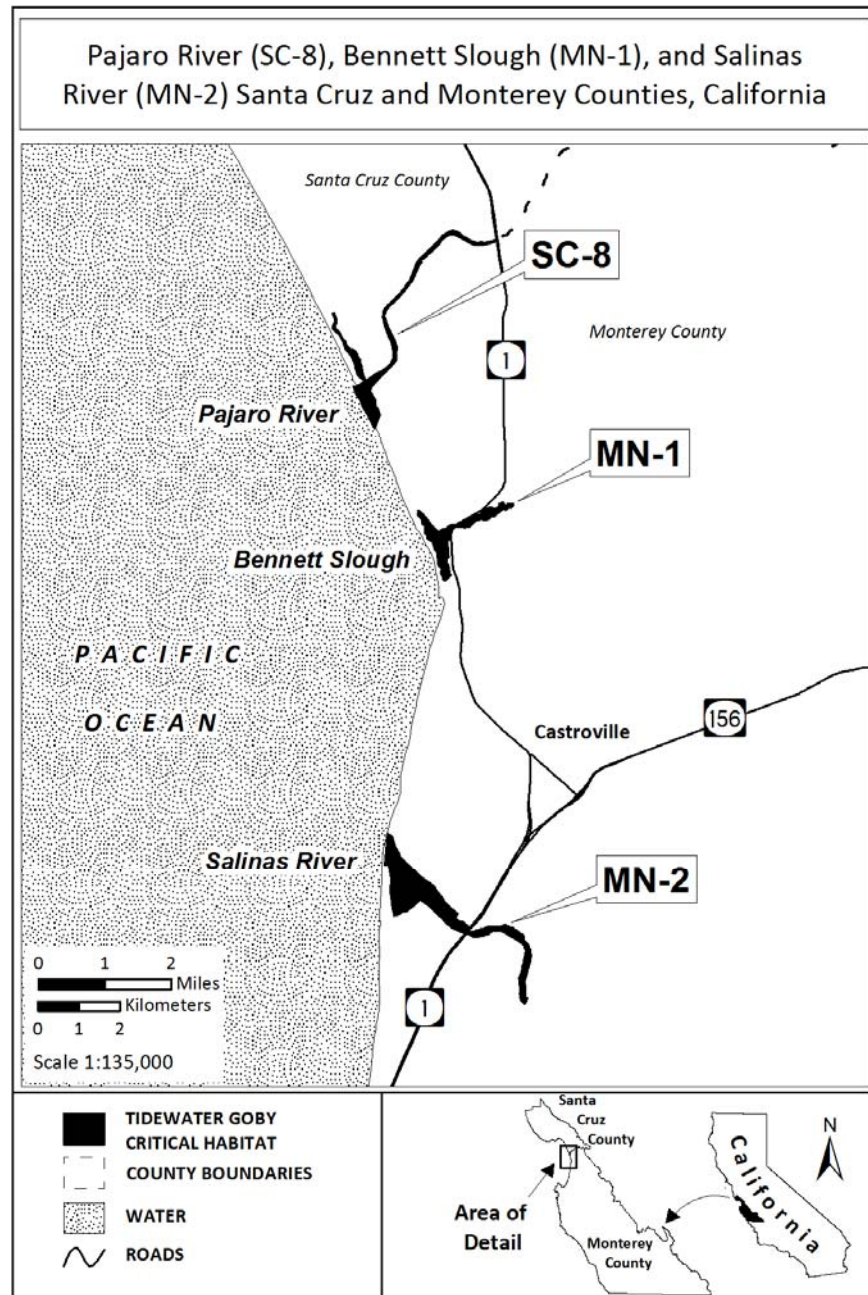 Pajaro River (SC-8), Bennett Slough (MN-1), and Salinas
River (MN-2) Santa Cruz and Monterey Counties, California
Santa Cruz County
SC-8
Monterey County
1
Pajaro River
MN-1
Bennett Slough
PACIFIC
OCEAN
156
Castroville
Salinas River
MN-2
0 1 2
Miles
Kilometers
0 1 2
1
Scale 1:135,000
TIDEWATER GOBY
CRITICAL HABITAT
COUNTY BOUNDARIES
WATER
ROADS
Santa
Cruz
County
Area of
Detail
Monterey
County
California
N